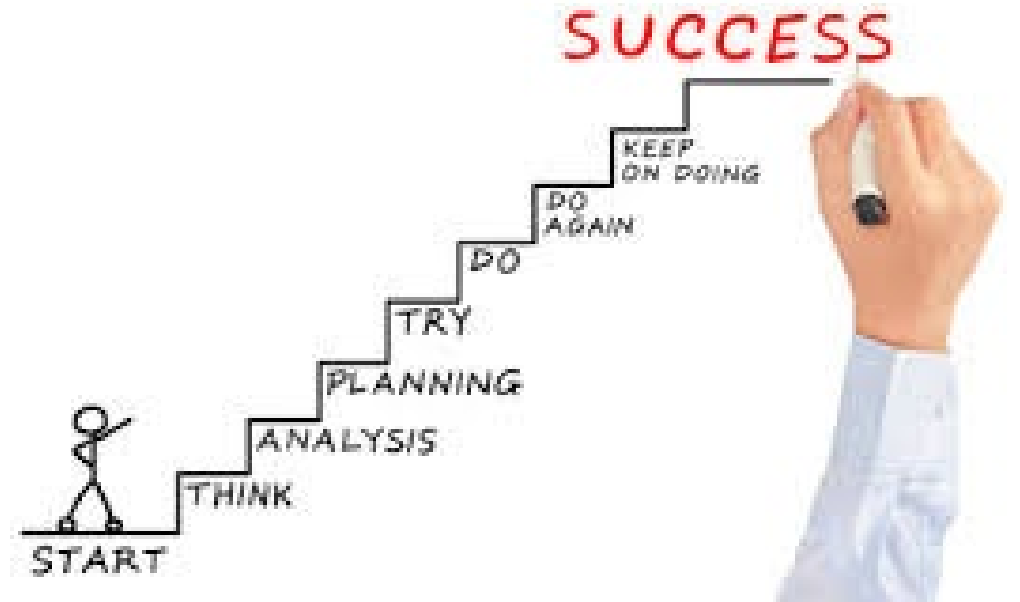 SUCCESS
KEEP
ON DOING
DO
AGAIN
DO
TRY
PLANNING
ANALYSIS
THINK
START